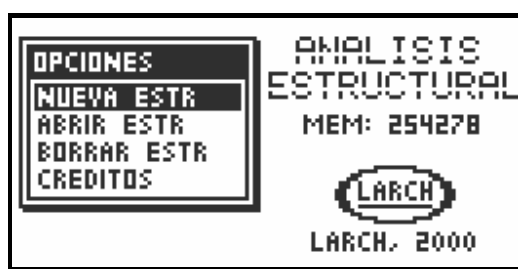 OPCIONES
NUEVA ESTR
ABRIR ESTR
BORRAR ESTR
CREDITOS
ANALISIS
ESTRUCTURAL
MEM: 254278
LARCH
LARCH, 2000